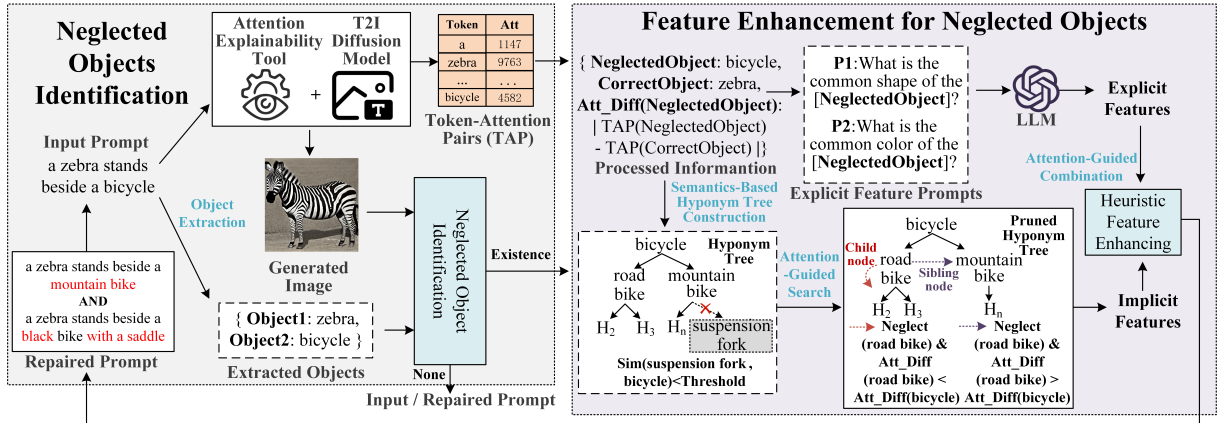 Neglected
Objects
Identification
Attention
Explainability
Tool
T2I
Diffusion
Model
+
T
Token Att
a 1147
zebra 9763
... ...
bicycle 4582
Token-Attention
Pairs (TAP)
Input Prompt
a zebra stands
beside a bicycle
Object
Extraction
Generated
Image
Neglected Object
Identification
Existence
None
Input / Repaired Prompt
a zebra stands beside a
mountain bike
AND
a zebra stands beside a
black bike with a saddle
Repaired Prompt
{ Object1: zebra,
Object2: bicycle }
Extracted Objects
Feature Enhancement for Neglected Objects
{ NeglectedObject: bicycle,
CorrectObject: zebra,
Att_Diff(NeglectedObject):
| TAP(NeglectedObject)
- TAP(CorrectObject) |}
Processed Informantion
P1:What is the
common shape of the
[NeglectedObject]?
P2:What is the
common color of the
[NeglectedObject]?
Explicit Feature Prompts
LLM
Explicit
Features
Attention-Guided
Combination
Heuristic
Feature
Enhancing
Implicit
Features
Semantics-Based
Hyponym Tree
Construction
Hyponym
Tree
bicycle
road
bike
mountain
bike
H2 H3 Hn
suspension
fork
Sim(suspension fork ,
bicycle)<Threshold
Attention
-Guided
Search
Pruned
Hyponym
Tree
bicycle
Child
node
road
bike
Sibling
node
mountain
bike
H2 H3 Hn
Neglect
(road bike) &
Att_Diff
(road bike) <
Att_Diff(bicycle)
Neglect
(road bike) &
Att_Diff
(road bike) >
Att_Diff(bicycle)